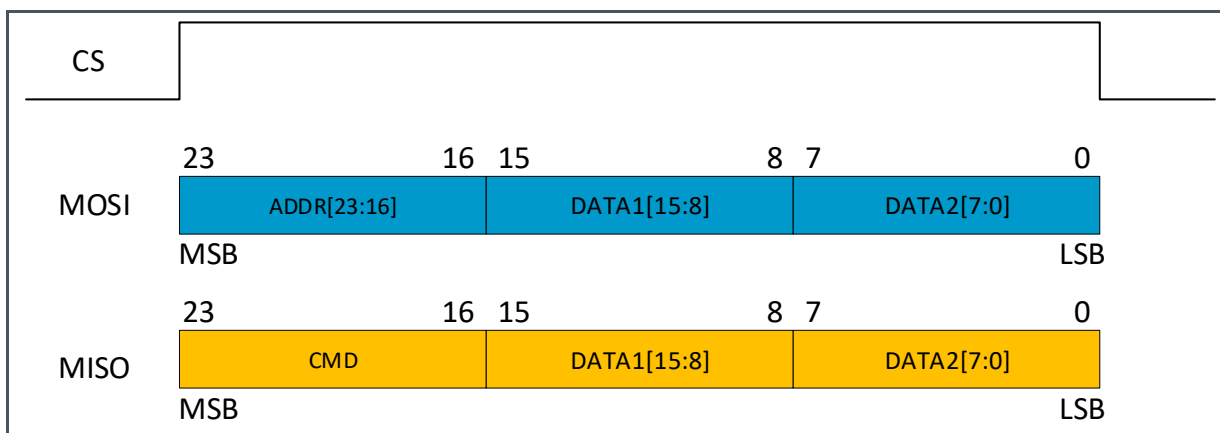 CS
23 16 15 8 7 0
MOSI ADDR[23:16] DATA1[15:8] DATA2[7:0]
MSB LSB
23 16 15 8 7 0
MISO CMD DATA1[15:8] DATA2[7:0]
MSB LSB